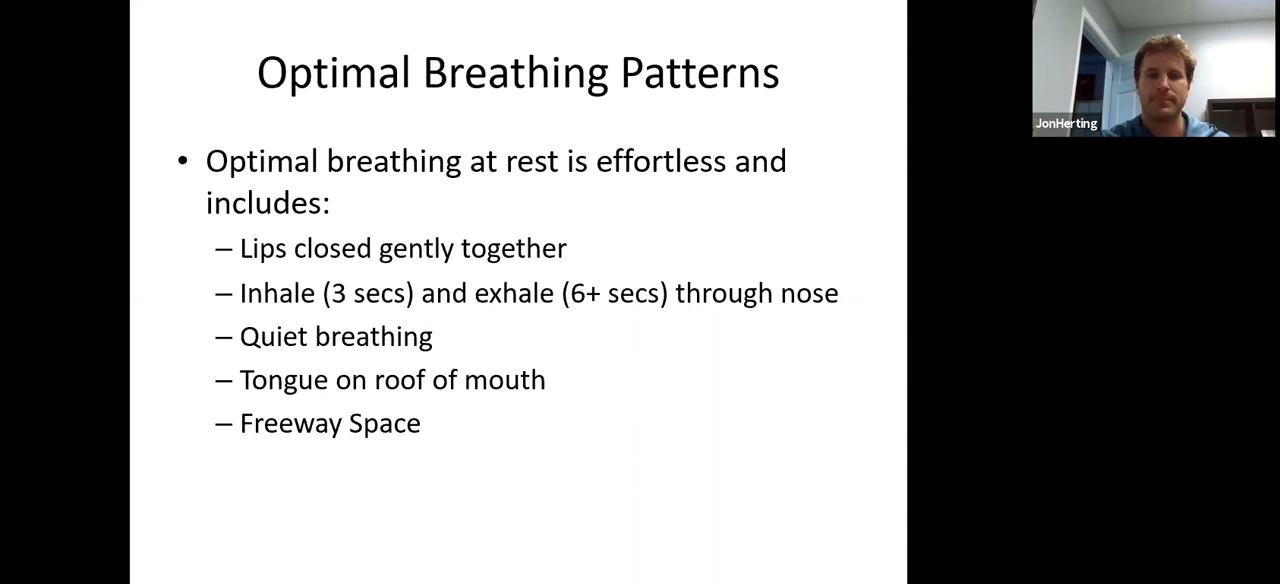 Optimal Breathing Patterns
• Optimal breathing at rest is effortless and
includes:
– Lips closed gently together
– Inhale (3 secs) and exhale (6+ secs) through nose
– Quiet breathing
– Tongue on roof of mouth
– Freeway Space
JonHerting